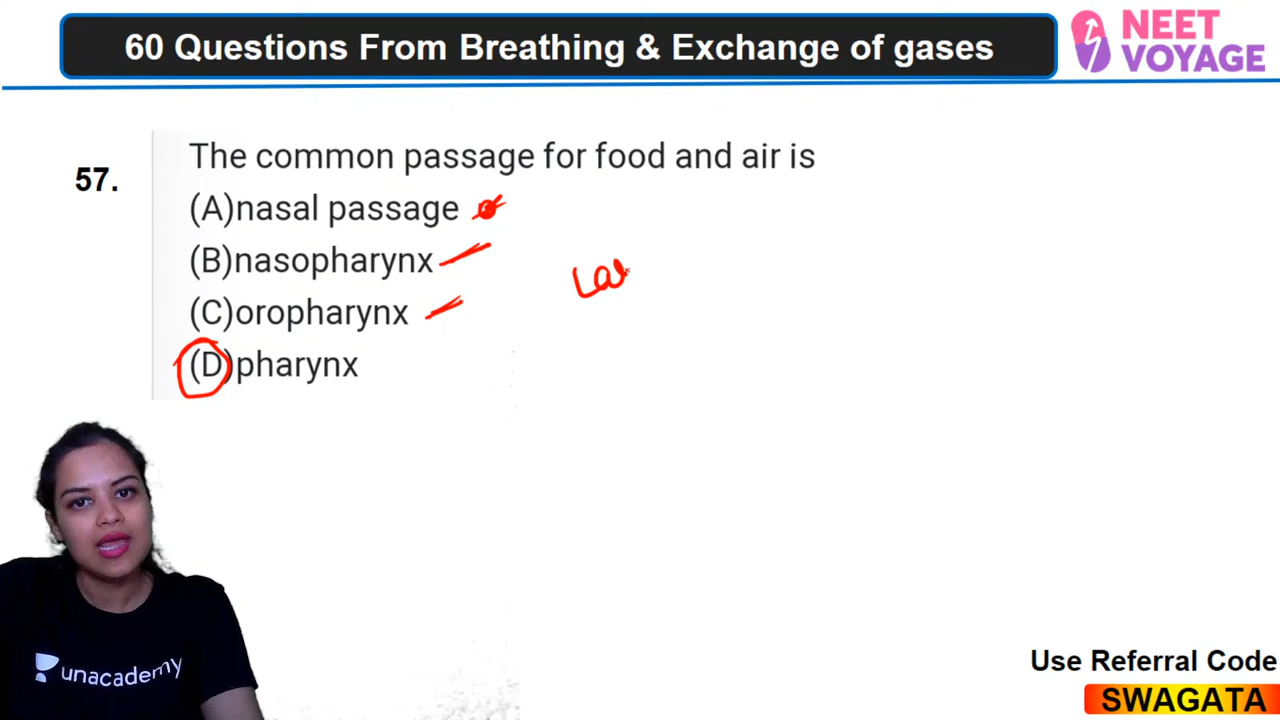 60 Questions From Breathing & Exchange of gases
NEET
VOYAGE
57.
The common passage for food and air is
(A)nasal passage
(B)nasopharynx
(C)oropharynx
(D)pharynx
Lar
unacademy
Use Referral Code
SWAGATA